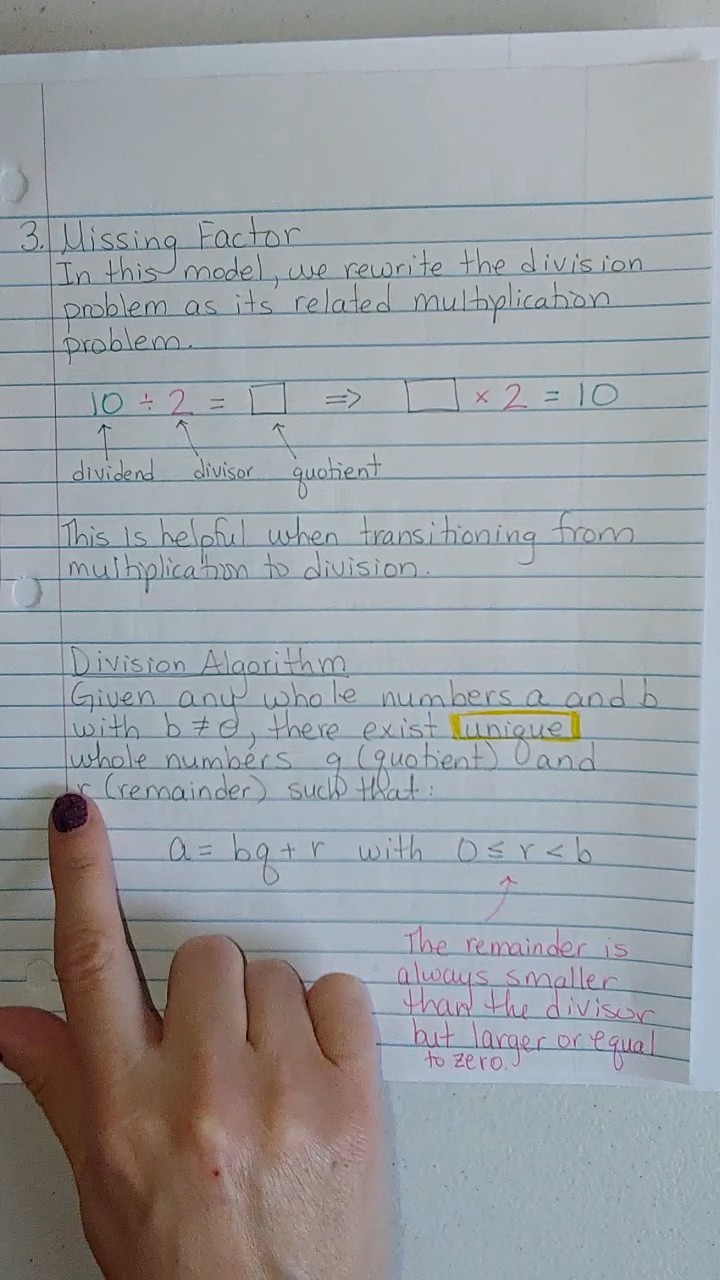 3. Missing Factor
In this model, we rewrite the division
problem as its related multiplication
problem.
10 ÷ 2 = □ ⇒ □ × 2 = 10
dividend divisor quotient
This is helpful when transitioning from
multiplication to division.
Division Algorithm
Given any whole numbers a and b
with b ≠ 0, there exist unique
whole numbers q (quotient) and
r (remainder) such that:
a = bq + r with 0 ≤ r < b
The remainder is
always smaller
than the divisor
but larger or equal
to zero.